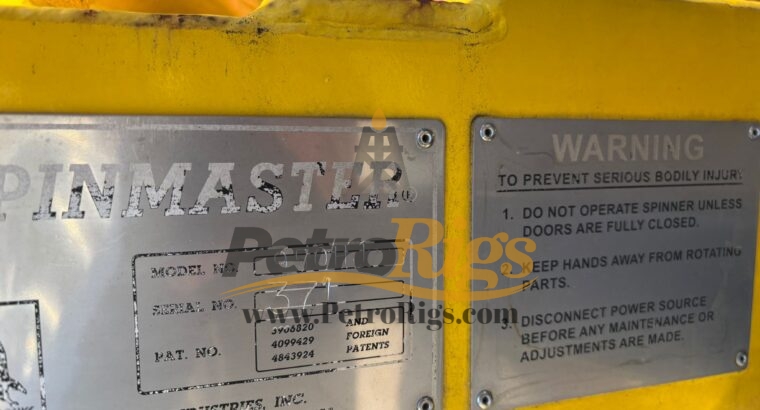 PINMASTER®
MODEL NO.
SERIAL NO.
PAT. NO.
3906820
4099429
4843924
AND
FOREIGN
PATENTS
INC.
WARNING
TO PREVENT SERIOUS BODILY INJURY
1. DO NOT OPERATE SPINNER UNLESS
DOORS ARE FULLY CLOSED.
2. KEEP HANDS AWAY FROM ROTATING
PARTS.
DISCONNECT POWER SOURCE
BEFORE ANY MAINTENANCE OR
ADJUSTMENTS ARE MADE.
PetroRigs
www.PetroRigs.com